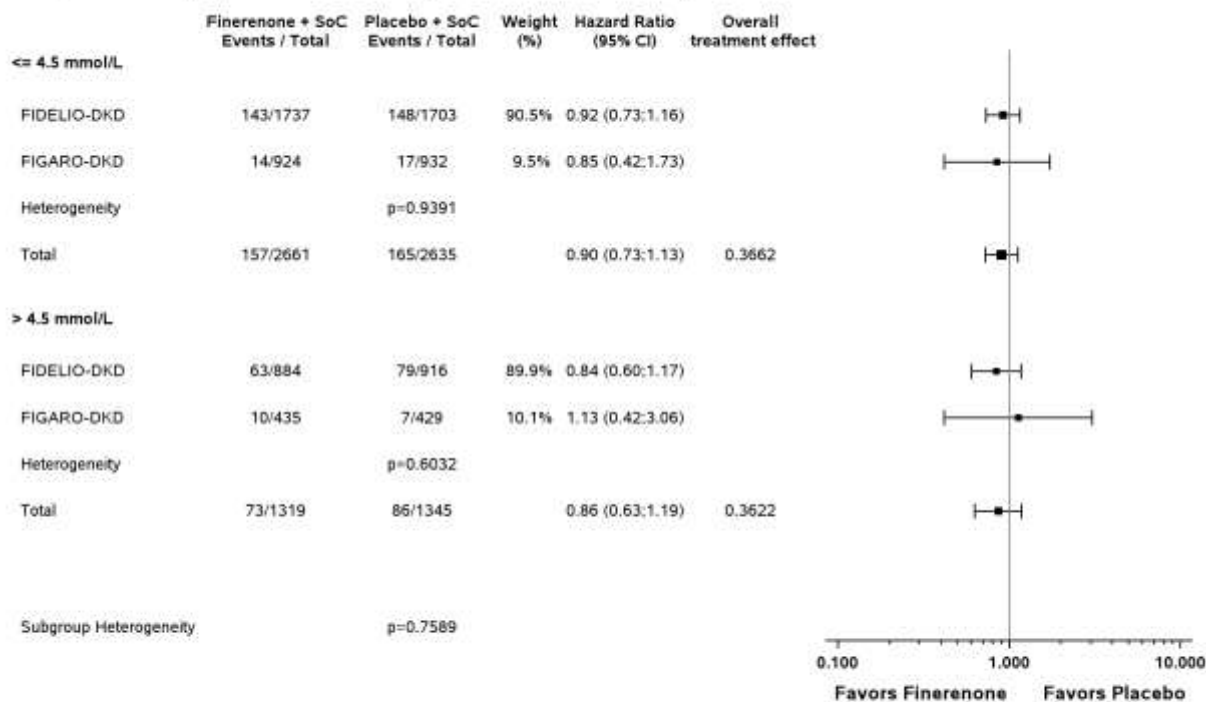 Finerenone + SoC Placebo + SoC Weight Hazard Ratio Overall
Events / Total Events / Total (%) (95% CI) treatment effect
<= 4.5 mmol/L
FIDELIO-DKD 143/1737 148/1703 90.5% 0.92 (0.73;1.16)
FIGARO-DKD 14/924 17/932 9.5% 0.85 (0.42;1.73)
Heterogeneity p=0.9391
Total 157/2661 165/2635 0.90 (0.73;1.13) 0.3662
> 4.5 mmol/L
FIDELIO-DKD 63/884 79/916 89.9% 0.84 (0.60;1.17)
FIGARO-DKD 10/435 7/429 10.1% 1.13 (0.42;3.06)
Heterogeneity p=0.6032
Total 73/1319 86/1345 0.86 (0.63;1.19) 0.3622
Subgroup Heterogeneity p=0.7589
0.100 1.000 10.000
Favors Finerenone Favors Placebo